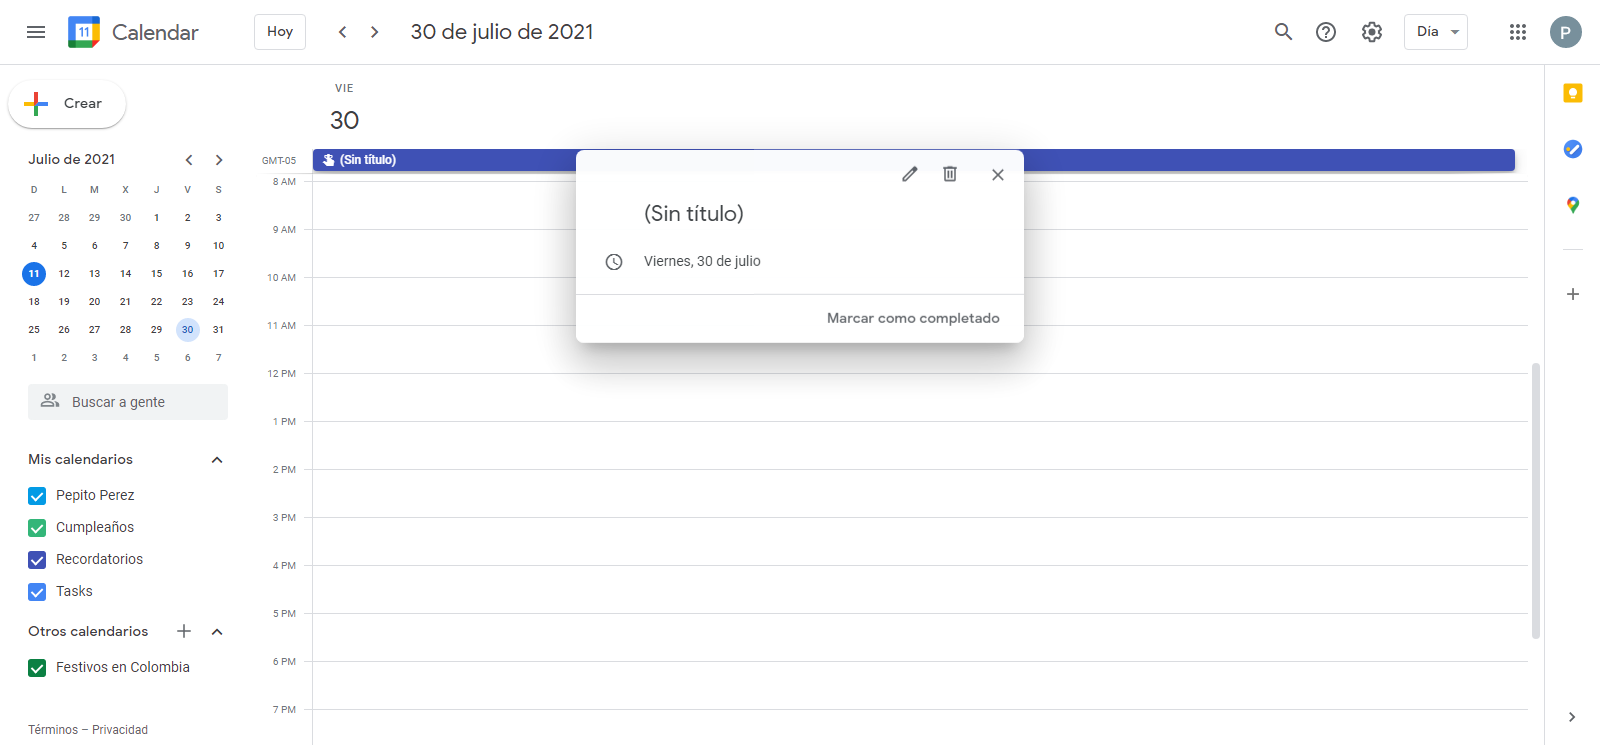 11 Calendar
Hoy
30 de julio de 2021
Día
P
Crear
Julio de 2021
D L M X J V S
27 28 29 30 1 2 3
4 5 6 7 8 9 10
11 12 13 14 15 16 17
18 19 20 21 22 23 24
25 26 27 28 29 30 31
1 2 3 4 5 6 7
Buscar a gente
Mis calendarios
Pepito Perez
Cumpleaños
Recordatorios
Tasks
Otros calendarios
Festivos en Colombia
Términos – Privacidad
VIE
30
GMT-05
(Sin título)
8 AM
9 AM
10 AM
11 AM
12 PM
1 PM
2 PM
3 PM
4 PM
5 PM
6 PM
7 PM
(Sin título)
Viernes, 30 de julio
Marcar como completado